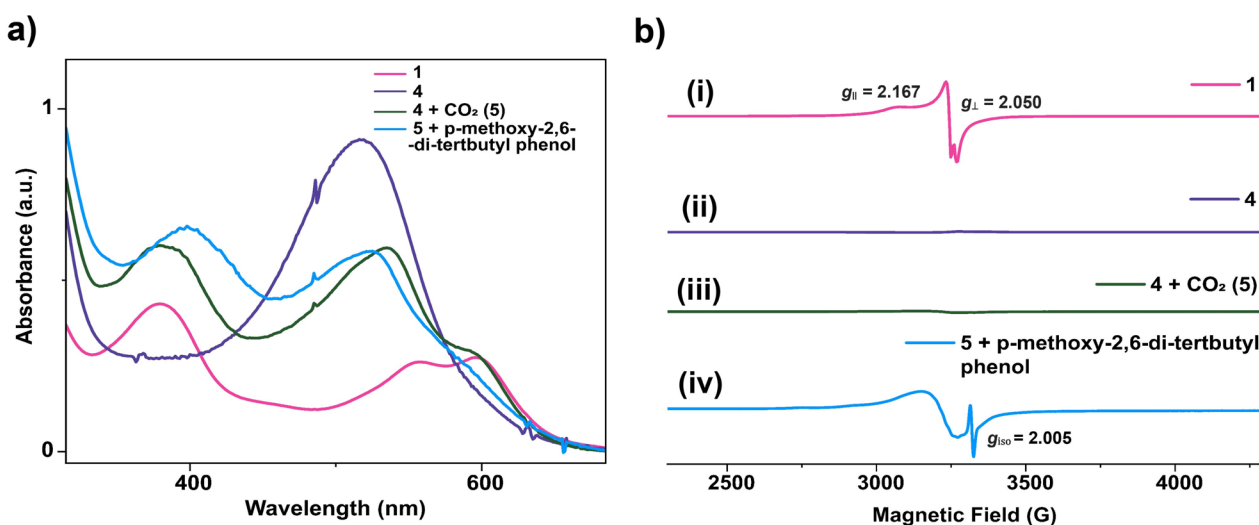 a)
1
4
4 + CO₂ (5)
5 + p-methoxy-2,6-
-di-tertbutyl phenol
1
0
Absorbance (a.u.)
400
600
Wavelength (nm)
b)
(i)
g|| = 2.167
g⊥ = 2.050
1
(ii)
4
(iii)
4 + CO₂ (5)
(iv)
5 + p-methoxy-2,6-di-tertbutyl
phenol
giso = 2.005
2500
3000
3500
4000
Magnetic Field (G)